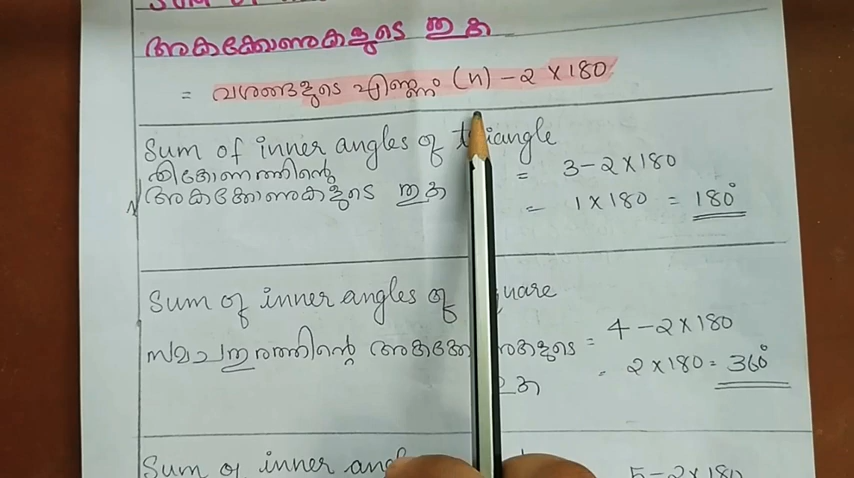 അകക്കോണുകളുടെ തുക
= വശങ്ങളുടെ എണ്ണം (n) - 2 × 180
Sum of inner angles of triangle
ത്രികോണത്തിന്റെ = 3 - 2 × 180
അകക്കോണുകളുടെ തുക = 1 × 180 = 180°
Sum of inner angles of
സമചതുരത്തിന്റെ = 4 - 2 × 180
തുക = 2 × 180 = 360°
Sum of inner
5 - 2 × 180